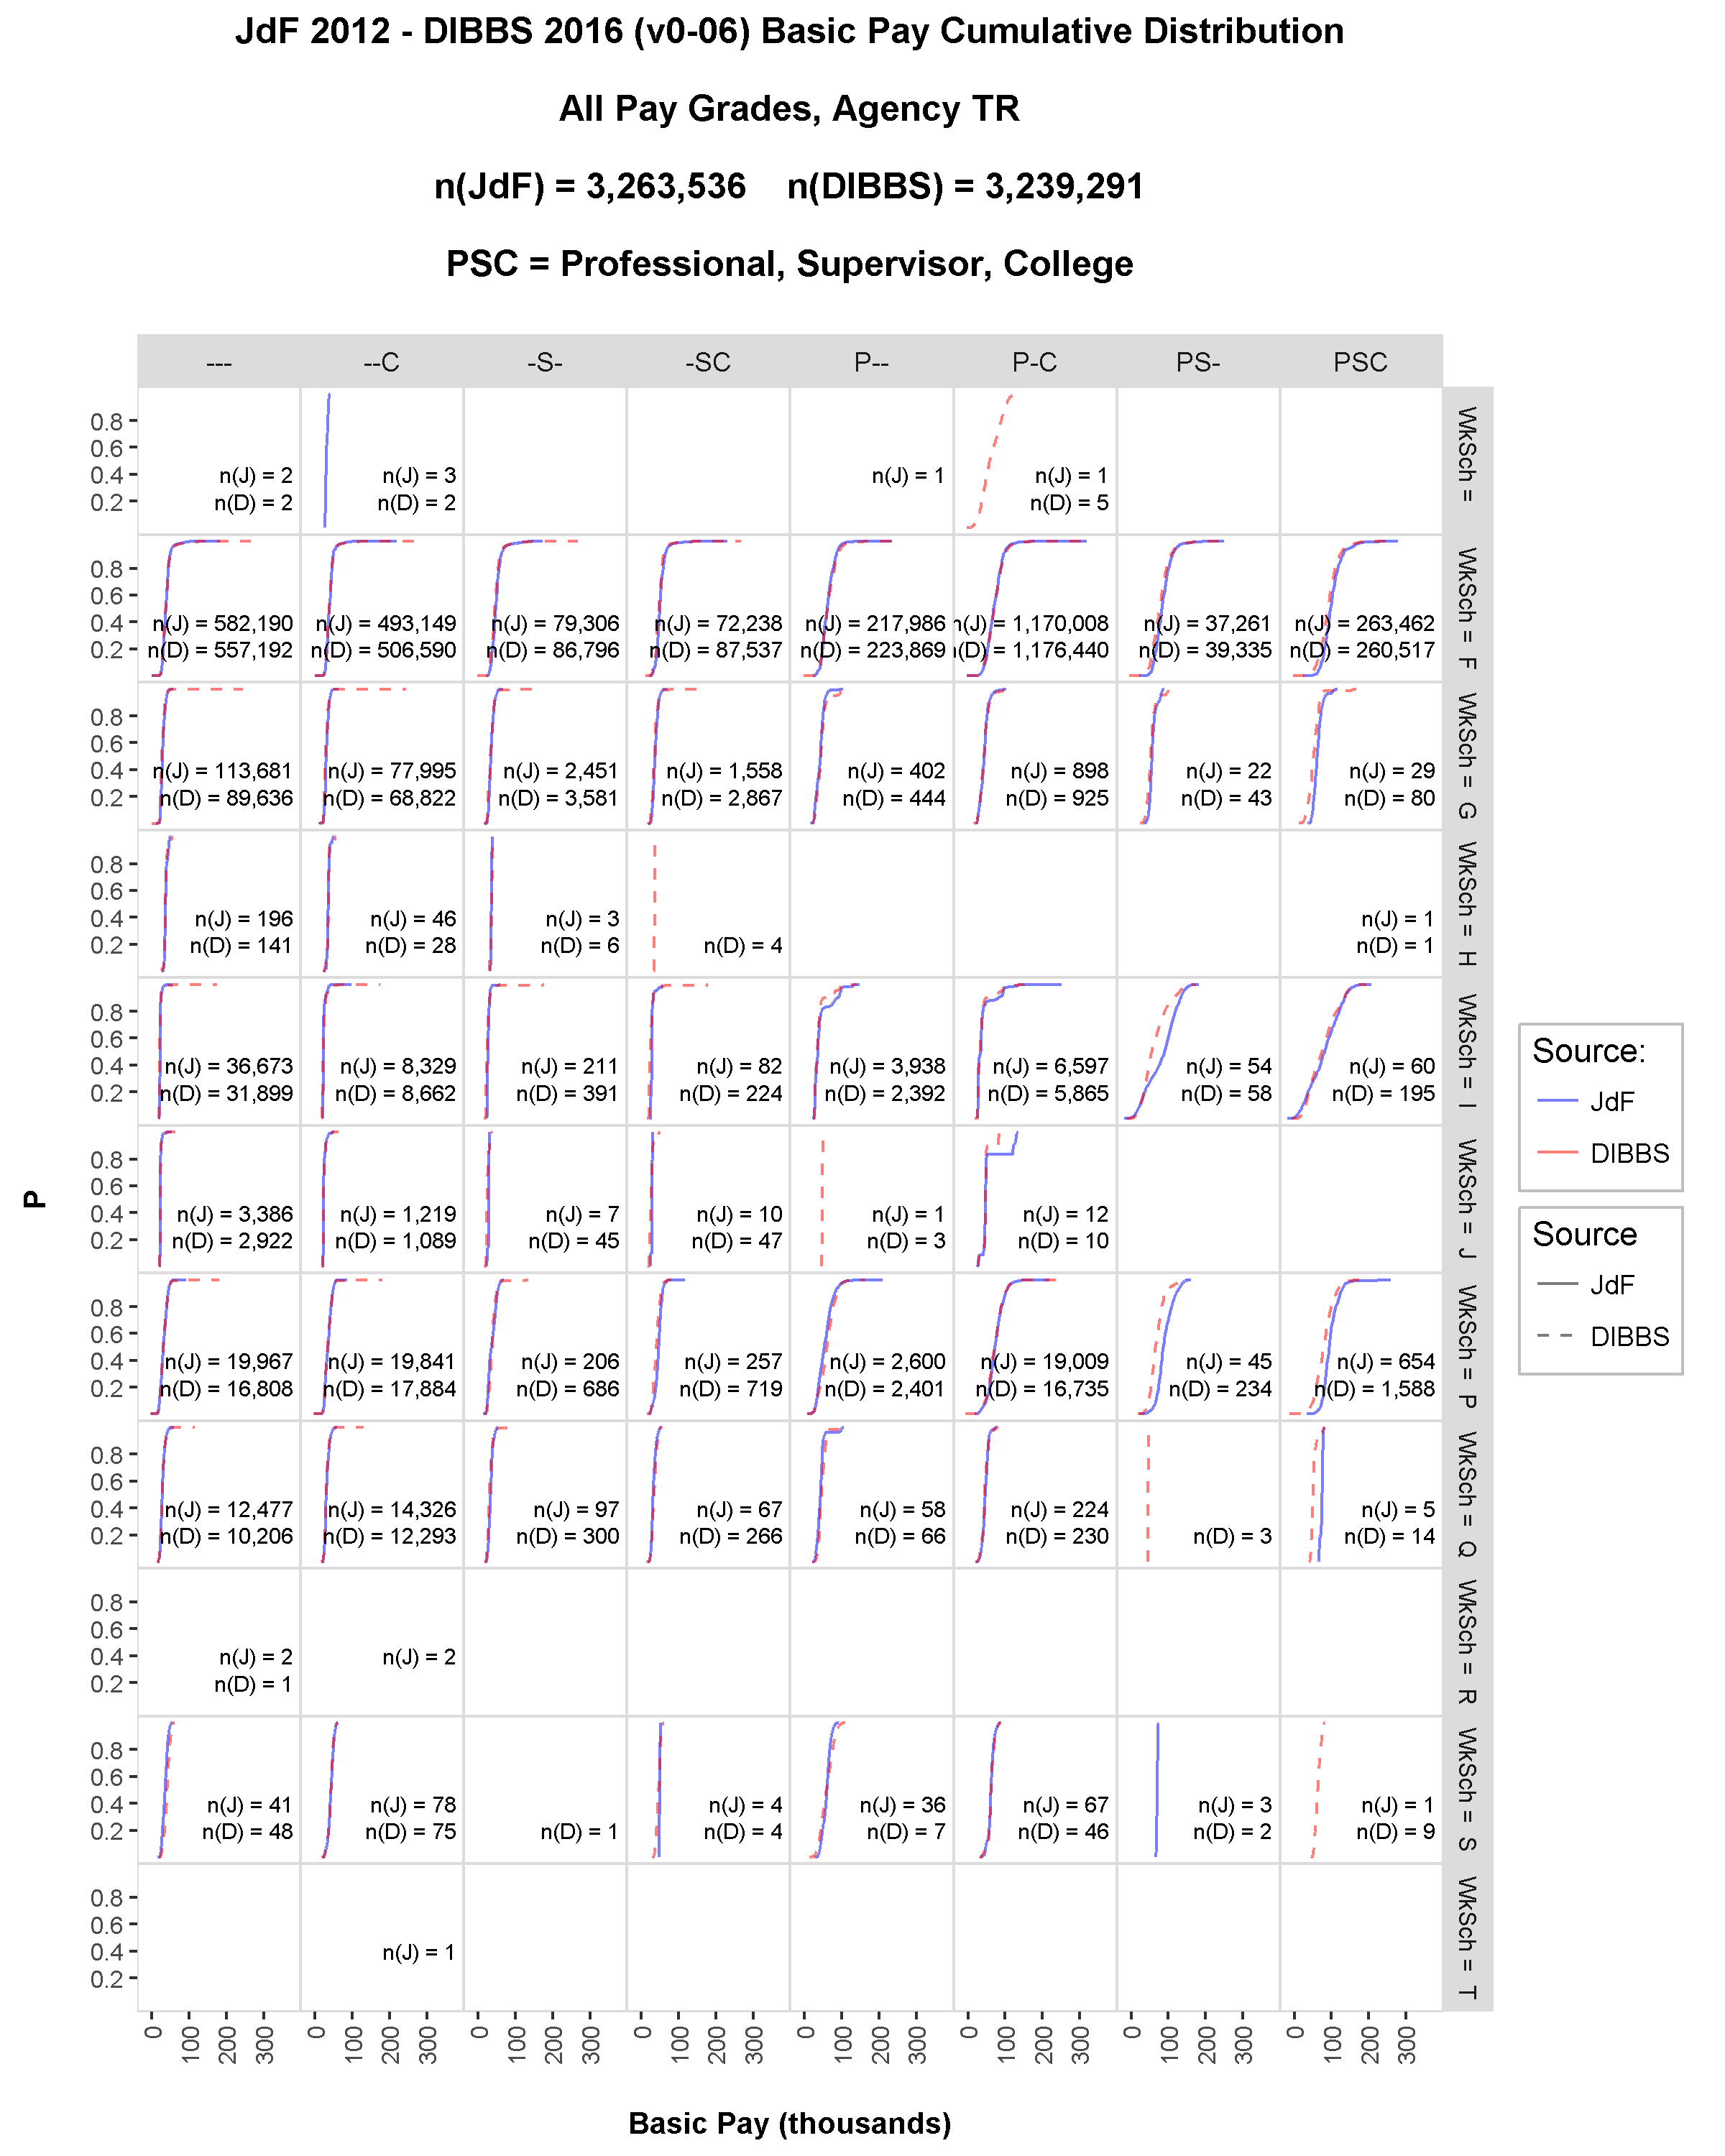 JdF 2012 - DIBBS 2016 (v0-06) Basic Pay Cumulative Distribution
All Pay Grades, Agency TR
n(JdF) = 3,263,536    n(DIBBS) = 3,239,291
PSC = Professional, Supervisor, College
--- --C -S- -SC P-- P-C PS- PSC
0.8
0.6
0.4
0.2
n(J) = 2 n(J) = 3 n(J) = 1 n(J) = 1
n(D) = 2 n(D) = 2 n(D) = 5
WkSch =
0.8
0.6
0.4
0.2
n(J) = 582,190 n(J) = 493,149 n(J) = 79,306 n(J) = 72,238 n(J) = 217,986 n(J) = 1,170,008 n(J) = 37,261 n(J) = 263,462
n(D) = 557,192 n(D) = 506,590 n(D) = 86,796 n(D) = 87,537 n(D) = 223,869 n(D) = 1,176,440 n(D) = 39,335 n(D) = 260,517
WkSch = F
0.8
0.6
0.4
0.2
n(J) = 113,681 n(J) = 77,995 n(J) = 2,451 n(J) = 1,558 n(J) = 402 n(J) = 898 n(J) = 22 n(J) = 29
n(D) = 89,636 n(D) = 68,822 n(D) = 3,581 n(D) = 2,867 n(D) = 444 n(D) = 925 n(D) = 43 n(D) = 80
WkSch = G
0.8
0.6
0.4
0.2
n(J) = 196 n(J) = 46 n(J) = 3 n(J) = 1
n(D) = 141 n(D) = 28 n(D) = 6 n(D) = 4 n(D) = 1
WkSch = H
0.8
0.6
0.4
0.2
n(J) = 36,673 n(J) = 8,329 n(J) = 211 n(J) = 82 n(J) = 3,938 n(J) = 6,597 n(J) = 54 n(J) = 60
n(D) = 31,899 n(D) = 8,662 n(D) = 391 n(D) = 224 n(D) = 2,392 n(D) = 5,865 n(D) = 58 n(D) = 195
WkSch = I
0.8
0.6
0.4
0.2
n(J) = 3,386 n(J) = 1,219 n(J) = 7 n(J) = 10 n(J) = 1 n(J) = 12
n(D) = 2,922 n(D) = 1,089 n(D) = 45 n(D) = 47 n(D) = 3 n(D) = 10
WkSch = J
0.8
0.6
0.4
0.2
n(J) = 19,967 n(J) = 19,841 n(J) = 206 n(J) = 257 n(J) = 2,600 n(J) = 19,009 n(J) = 45 n(J) = 654
n(D) = 16,808 n(D) = 17,884 n(D) = 686 n(D) = 719 n(D) = 2,401 n(D) = 16,735 n(D) = 234 n(D) = 1,588
WkSch = P
0.8
0.6
0.4
0.2
n(J) = 12,477 n(J) = 14,326 n(J) = 97 n(J) = 67 n(J) = 58 n(J) = 224 n(J) = 5
n(D) = 10,206 n(D) = 12,293 n(D) = 300 n(D) = 266 n(D) = 66 n(D) = 230 n(D) = 3 n(D) = 14
WkSch = Q
0.8
0.6
0.4
0.2
n(J) = 2 n(J) = 2
n(D) = 1
WkSch = R
0.8
0.6
0.4
0.2
n(J) = 41 n(J) = 78 n(J) = 4 n(J) = 36 n(J) = 67 n(J) = 3 n(J) = 1
n(D) = 48 n(D) = 75 n(D) = 1 n(D) = 4 n(D) = 7 n(D) = 46 n(D) = 2 n(D) = 9
WkSch = S
0.8
0.6
0.4
0.2
n(J) = 1
WkSch = T
0 100 300 0 100 300 0 100 300 0 100 300 0 100 300 0 100 300 0 100 300 0 100 300
Basic Pay (thousands)
P
Source:
JdF
DIBBS
Source
JdF
DIBBS